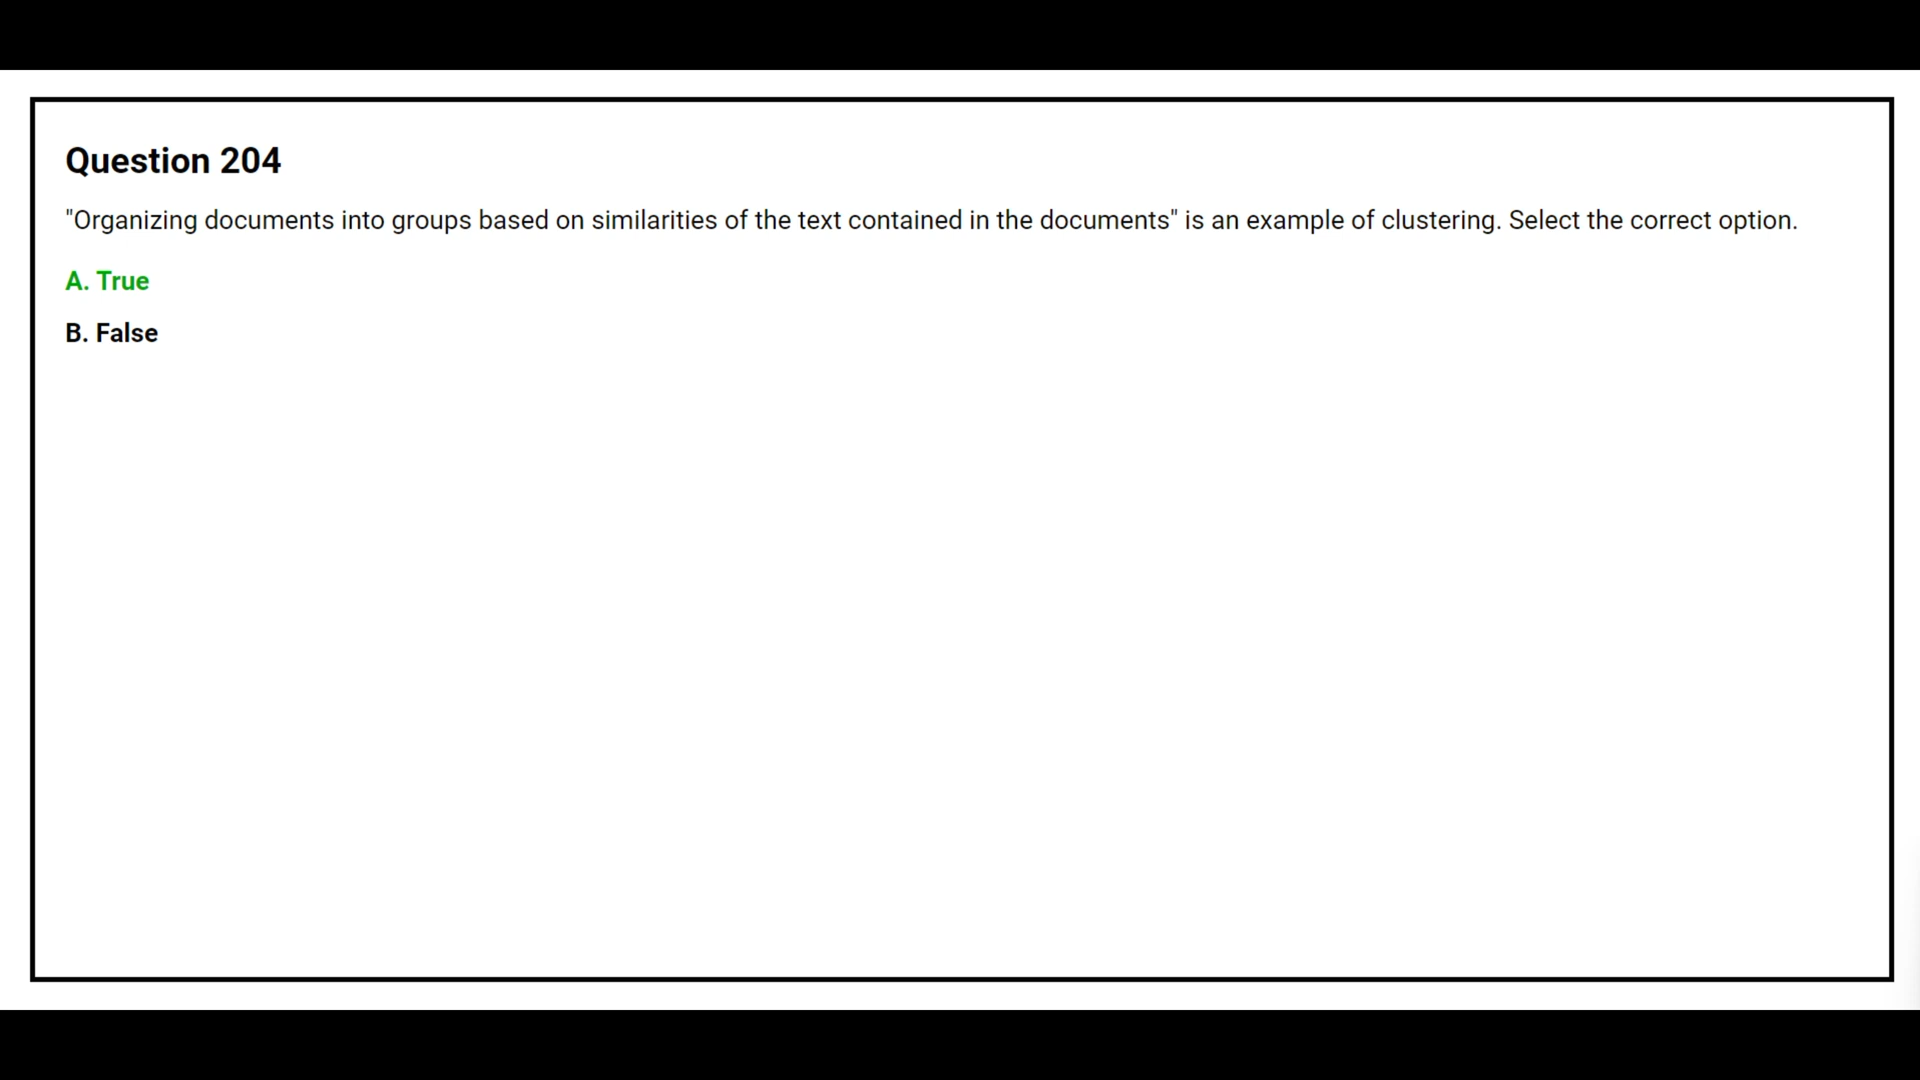 Question 204
"Organizing documents into groups based on similarities of the text contained in the documents" is an example of clustering. Select the correct option.
A. True
B. False